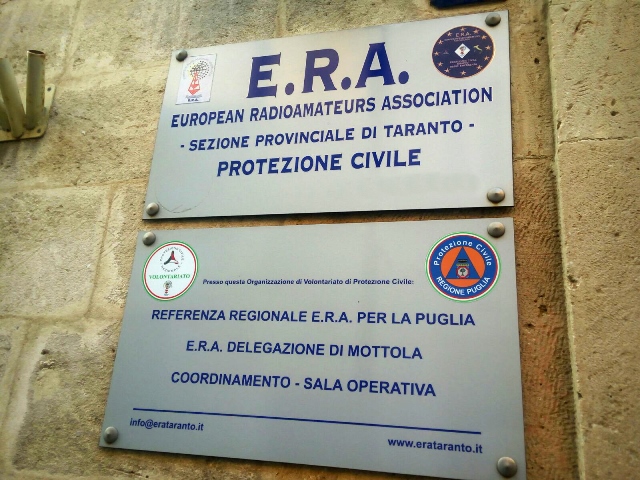 E.R.A.
EUROPEAN RADIOAMATEURS ASSOCIATION
- SEZIONE PROVINCIALE DI TARANTO -
PROTEZIONE CIVILE
VOLONTARIATO
Protezione Civile
REGIONE PUGLIA
Presso questa Organizzazione di Volontariato di Protezione Civile:
REFERENZA REGIONALE E.R.A. PER LA PUGLIA
E.R.A. DELEGAZIONE DI MOTTOLA
COORDINAMENTO - SALA OPERATIVA
info@erataranto.it
www.erataranto.it